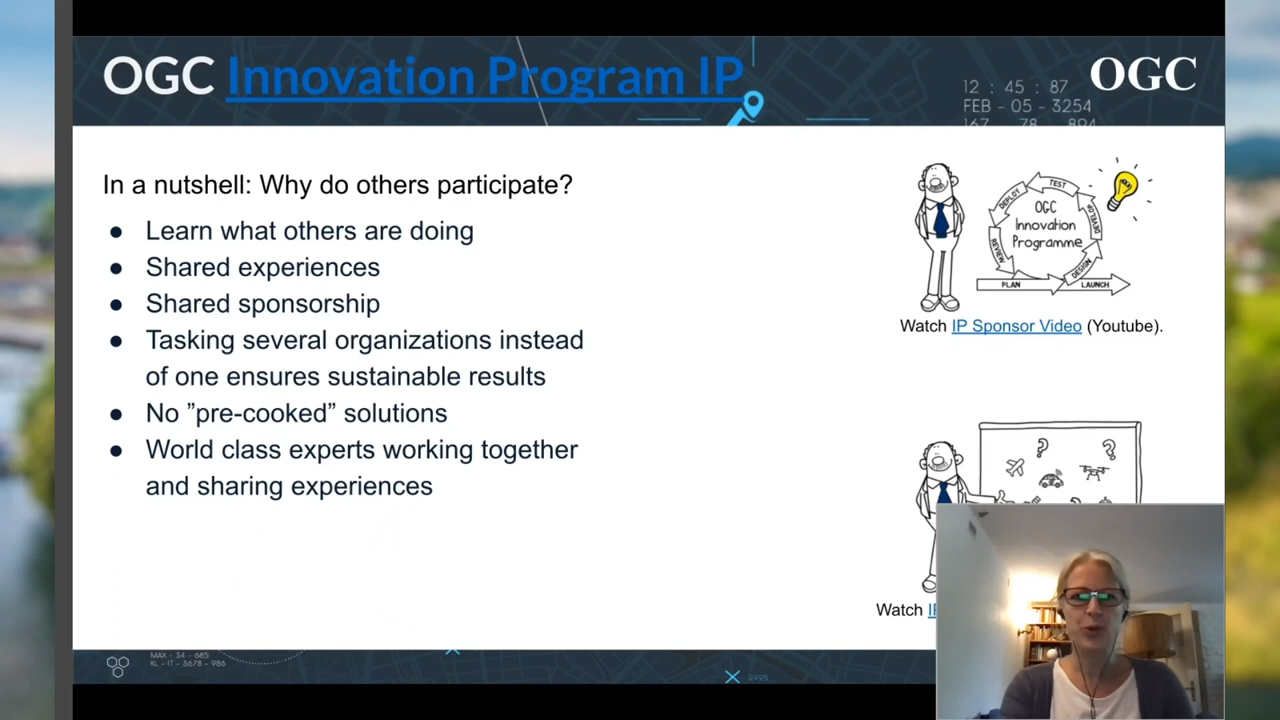 OGC Innovation Program IP
OGC
12 : 45 : 87
FEB - 05 - 3254
167 78 894
In a nutshell: Why do others participate?
● Learn what others are doing
● Shared experiences
● Shared sponsorship
● Tasking several organizations instead
of one ensures sustainable results
● No ”pre-cooked” solutions
● World class experts working together
and sharing experiences
TEST
DEPLOY
DEVELOP
OGC
Innovation
Programme
REVIEW
DESIGN
PLAN
LAUNCH
Watch IP Sponsor Video (Youtube).
? ?
Watch
MAX - 34 - 685
KL - IT - 3678 - 986
2995